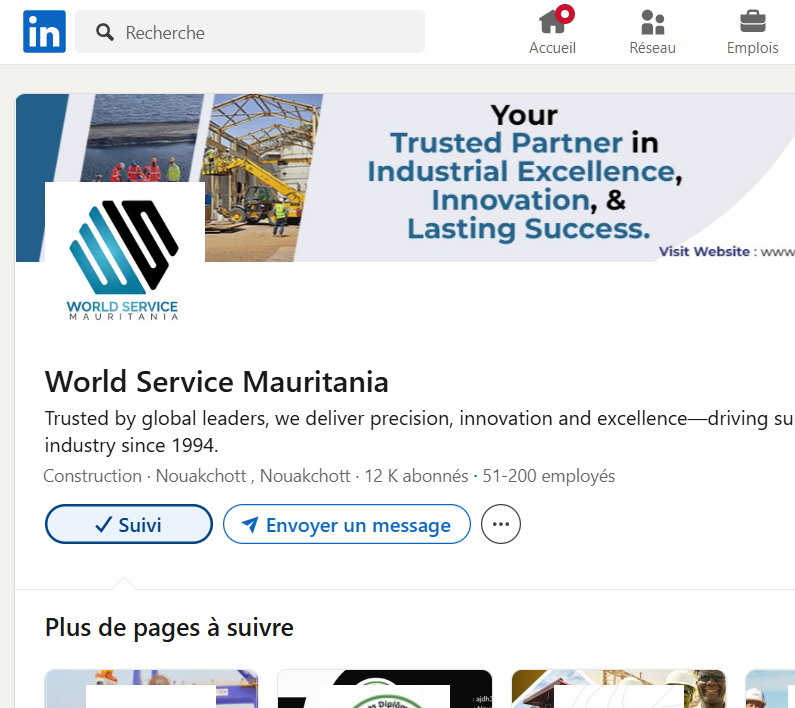 in
Recherche
Accueil
Réseau
Emplois
Your
Trusted Partner in
Industrial Excellence,
Innovation, &
Lasting Success.
Visit Website : www
WORLD SERVICE
MAURITANIA
World Service Mauritania
Trusted by global leaders, we deliver precision, innovation and excellence—driving su
industry since 1994.
Construction · Nouakchott , Nouakchott · 12 K abonnés · 51-200 employés
Suivi
Envoyer un message
Plus de pages à suivre